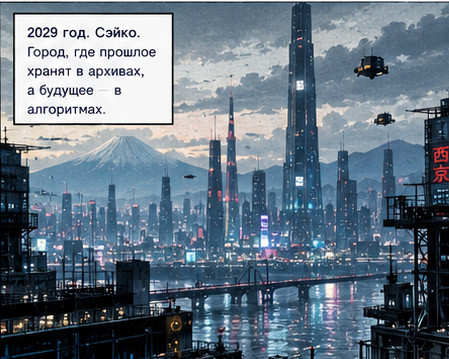 2029 год. Сэйко.
Город, где прошлое
хранят в архивах,
а будущее — в
алгоритмах.
西
京